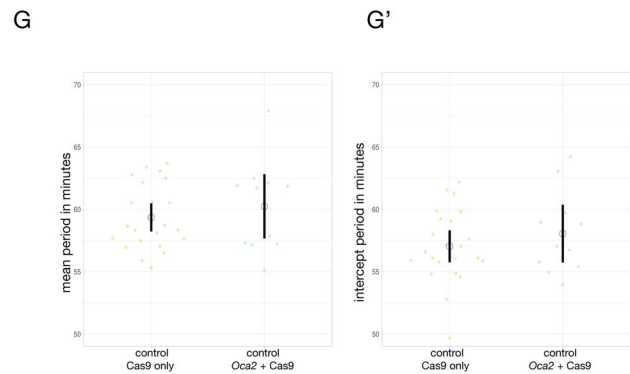 G
G'
mean period in minutes
70
65
60
55
50
control
Cas9 only
control
Oca2 + Cas9
intercept period in minutes
70
65
60
55
50
control
Cas9 only
control
Oca2 + Cas9